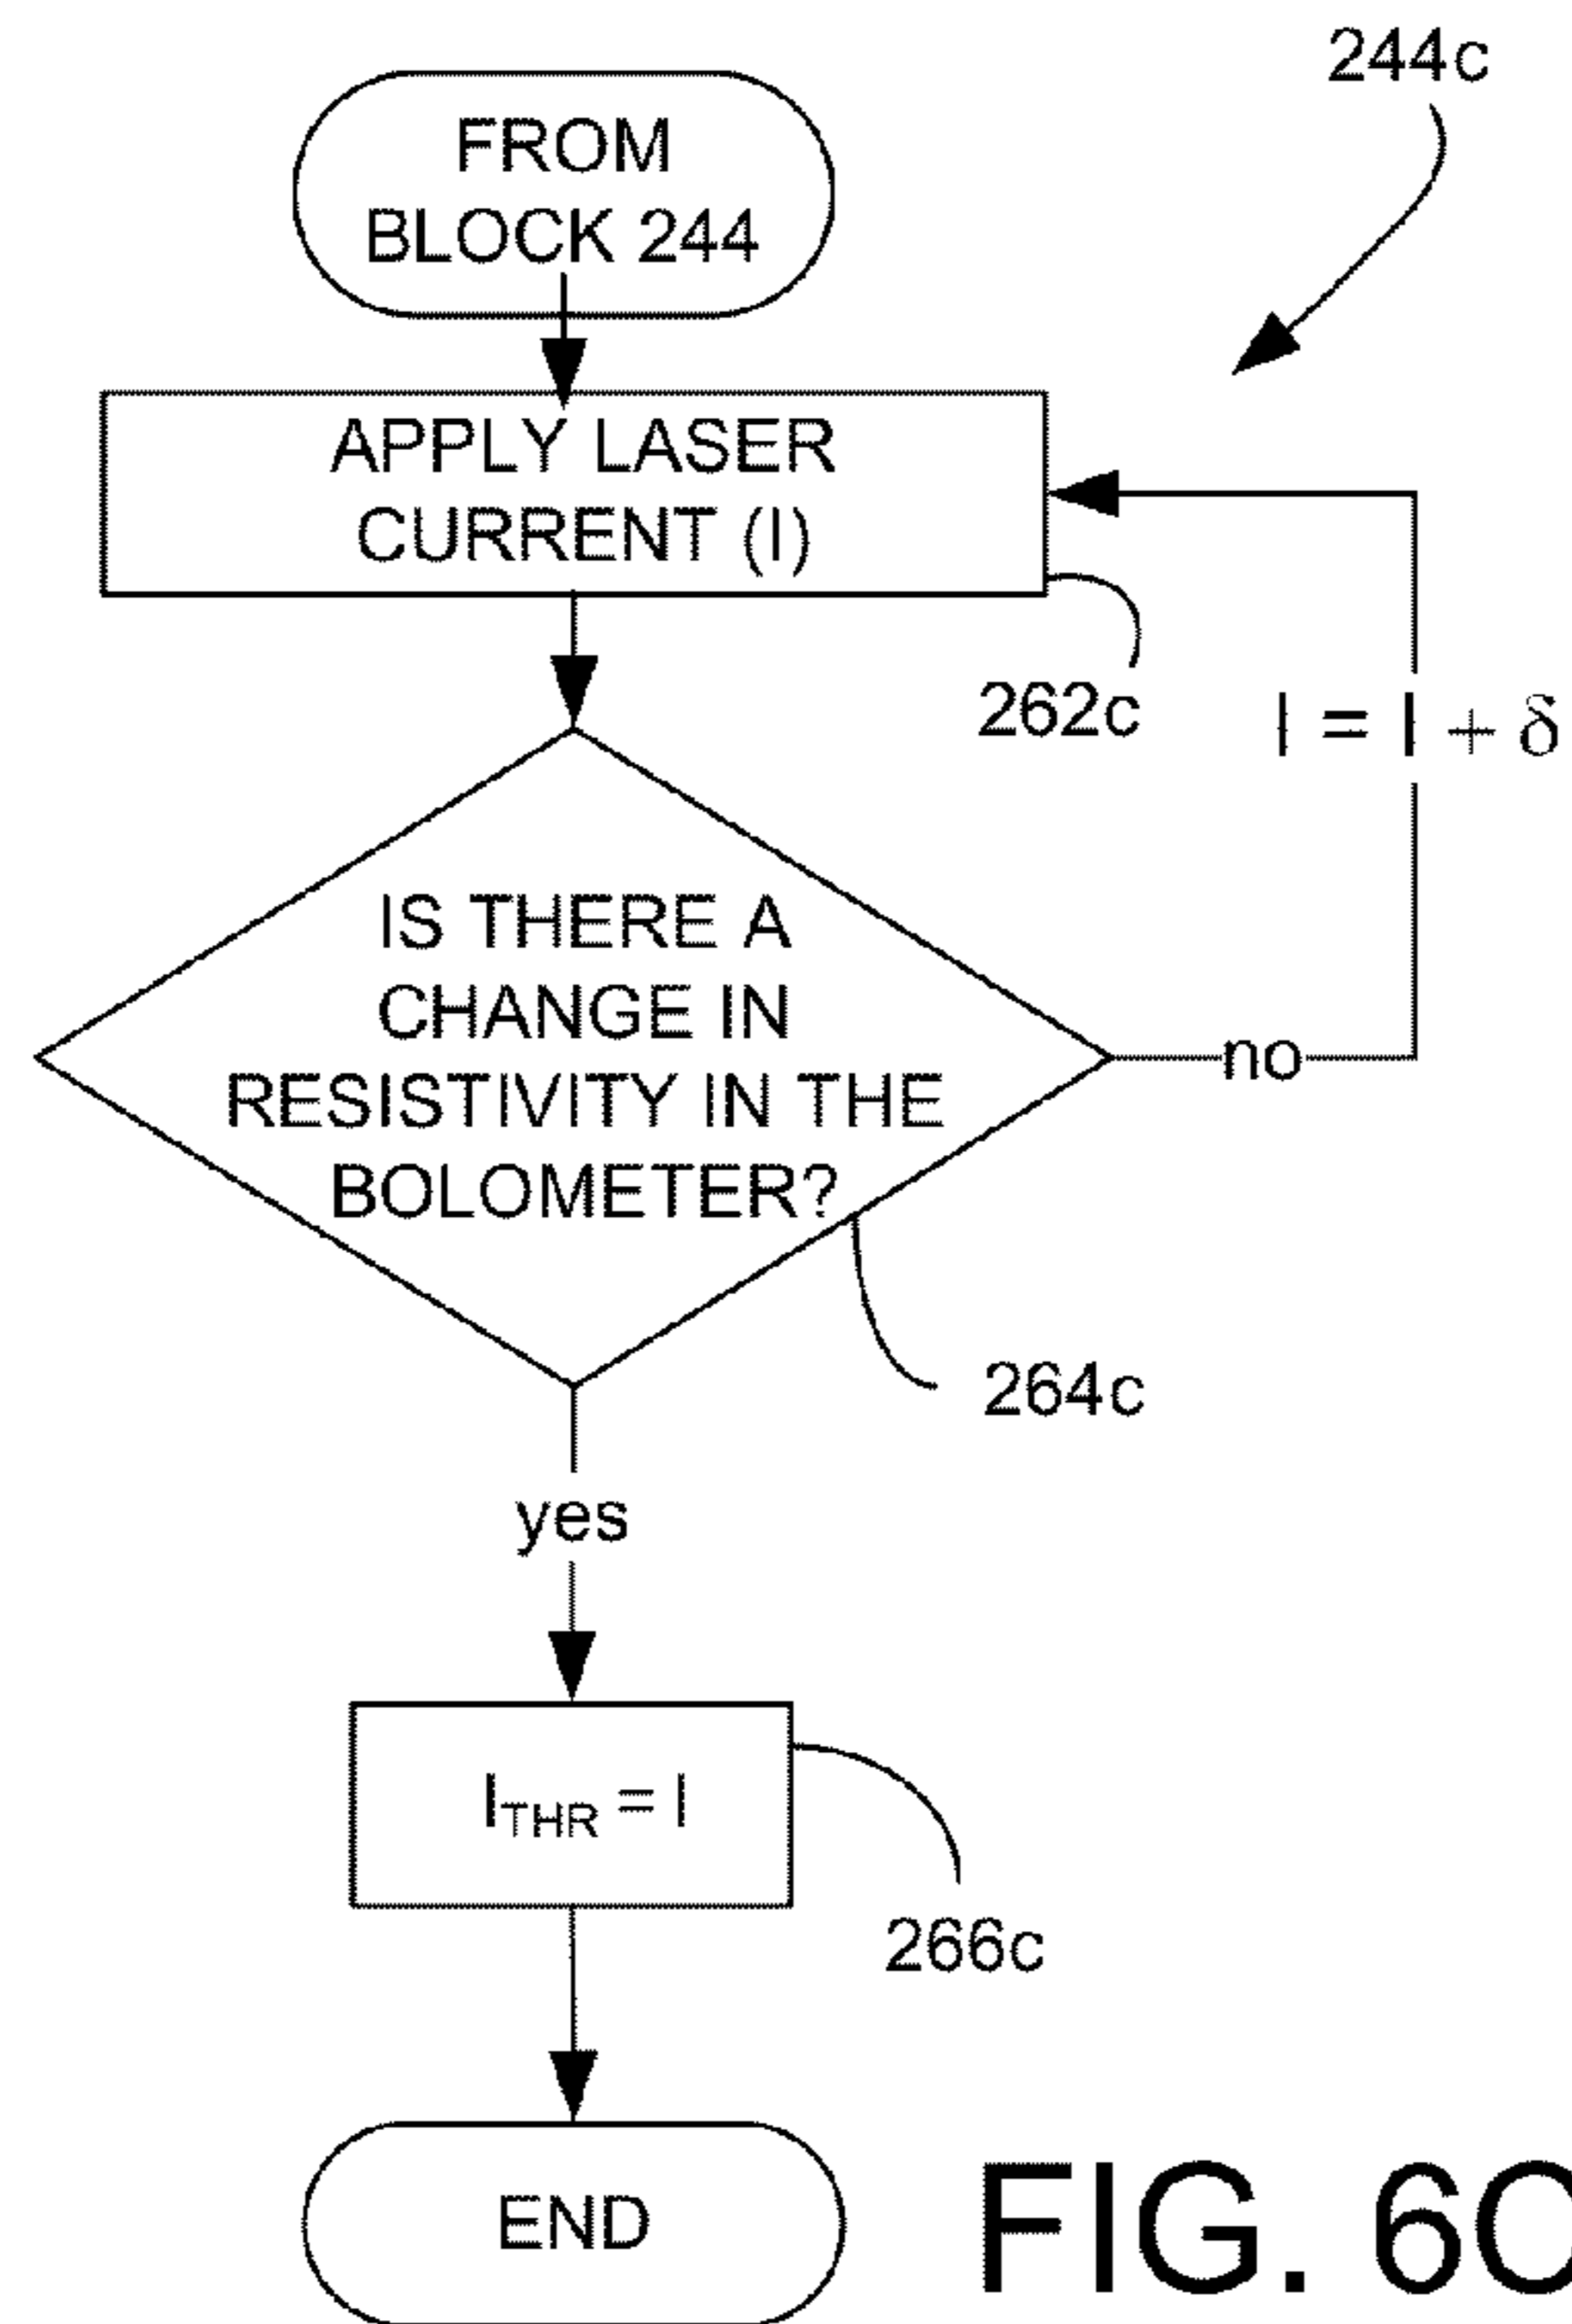 244c
FROM
BLOCK 244
APPLY LASER
CURRENT (I)
262c
I = I + δ
IS THERE A
CHANGE IN
RESISTIVITY IN THE
BOLOMETER?
no
264c
yes
I_THR = I
266c
END
FIG. 6C